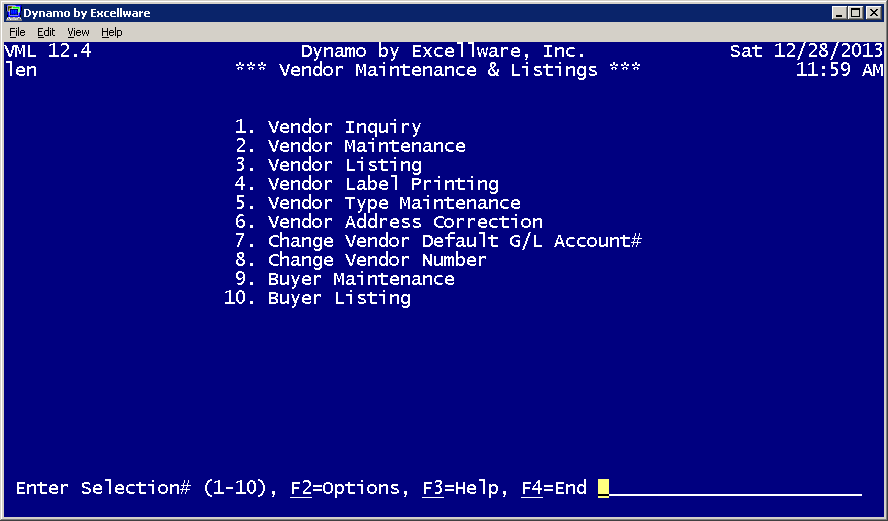 Dynamo by Excellware
File Edit View Help
VML 12.4 Dynamo by Excellware, Inc. Sat 12/28/2013
len *** Vendor Maintenance & Listings *** 11:59 AM
1. Vendor Inquiry
2. Vendor Maintenance
3. Vendor Listing
4. Vendor Label Printing
5. Vendor Type Maintenance
6. Vendor Address Correction
7. Change Vendor Default G/L Account#
8. Change Vendor Number
9. Buyer Maintenance
10. Buyer Listing
Enter Selection# (1-10), F2=Options, F3=Help, F4=End